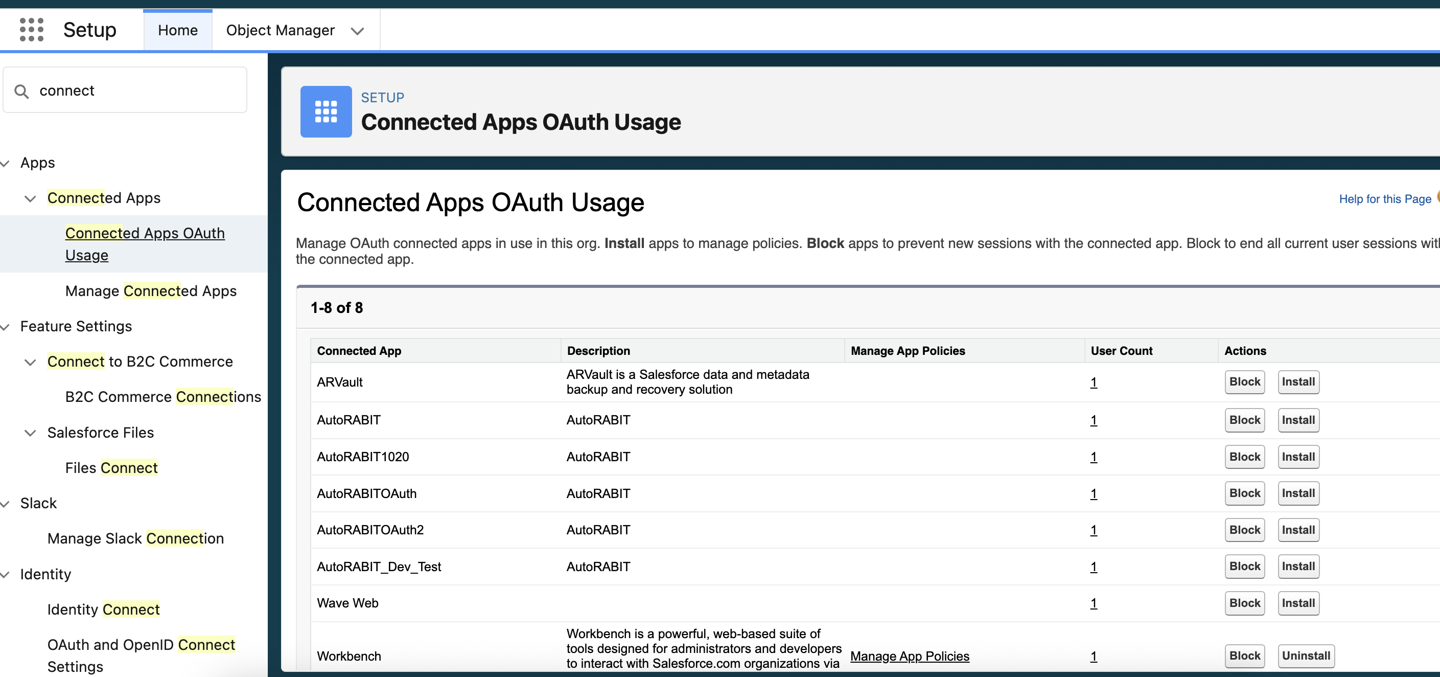 Setup
Home
Object Manager
connect
Apps
Connected Apps
Connected Apps OAuth
Usage
Manage Connected Apps
Feature Settings
Connect to B2C Commerce
B2C Commerce Connections
Salesforce Files
Files Connect
Slack
Manage Slack Connection
Identity
Identity Connect
OAuth and OpenID Connect
Settings
SETUP
Connected Apps OAuth Usage
Connected Apps OAuth Usage
Help for this Page
Manage OAuth connected apps in use in this org. Install apps to manage policies. Block apps to prevent new sessions with the connected app. Block to end all current user sessions
the connected app.
1-8 of 8
Connected App Description Manage App Policies User Count Actions
ARVault ARVault is a Salesforce data and metadata
backup and recovery solution 1 Block Install
AutoRABIT AutoRABIT 1 Block Install
AutoRABIT1020 AutoRABIT 1 Block Install
AutoRABITOAuth AutoRABIT 1 Block Install
AutoRABITOAuth2 AutoRABIT 1 Block Install
AutoRABIT_Dev_Test AutoRABIT 1 Block Install
Wave Web 1 Block Install
Workbench is a powerful, web-based suite of
tools designed for administrators and developers
to interact with Salesforce.com organizations via
Workbench Manage App Policies 1 Block Uninstall